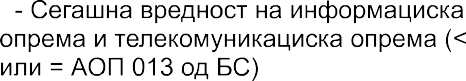 - Сегашна вредност на информациска
опрема и телекомуникациска опрема (<
или = АОП 013 од БС)